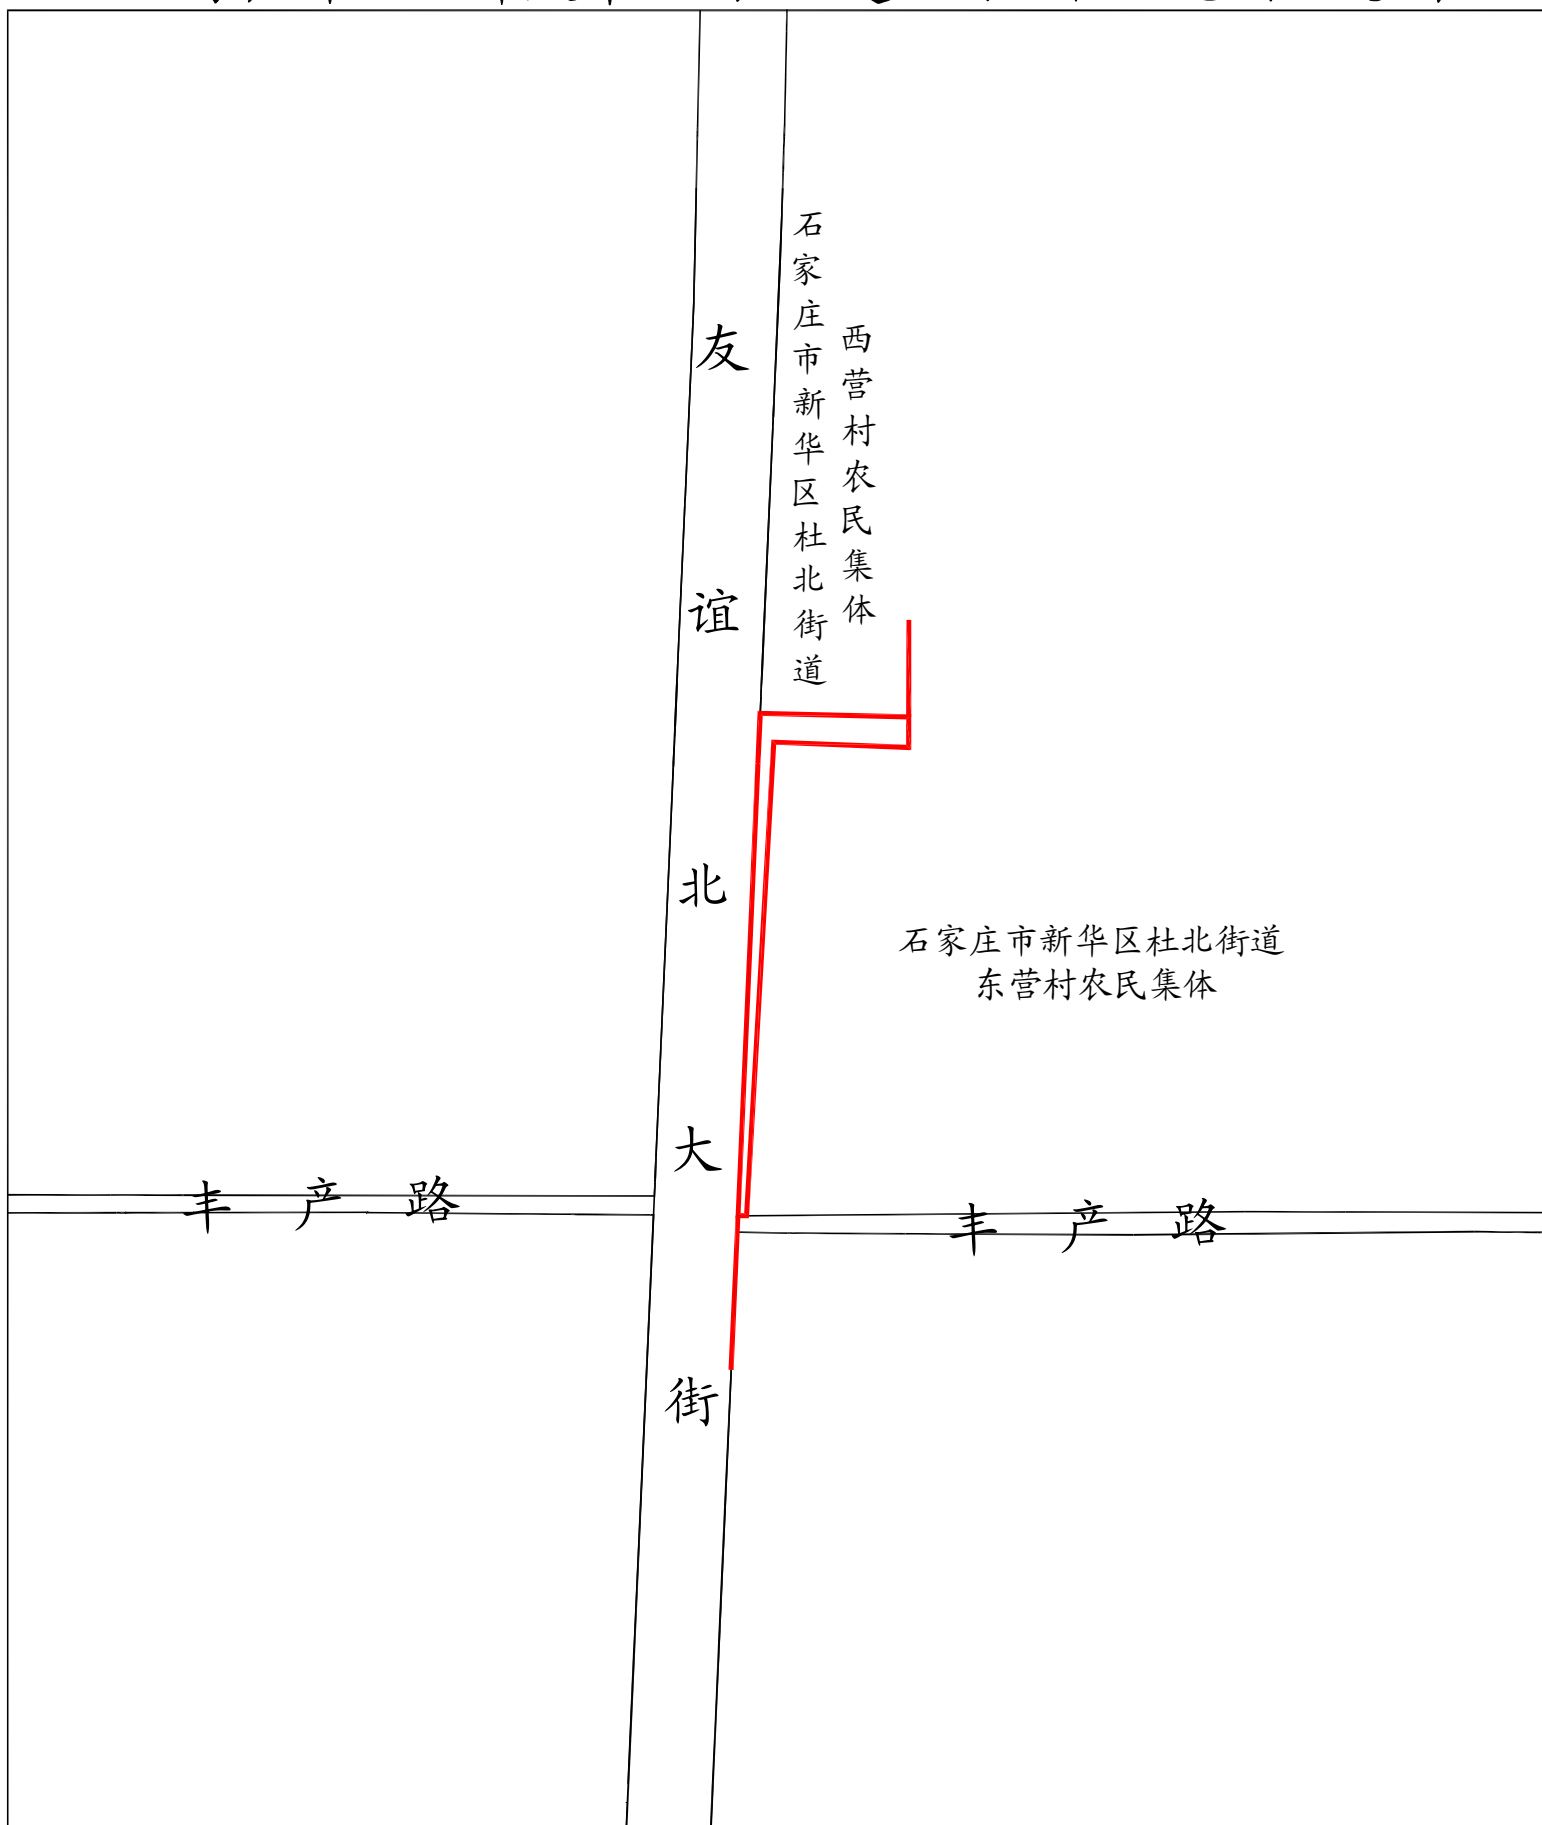 友谊北大街
石家庄市新华区杜北街道
西营村农民集体
石家庄市新华区杜北街道
东营村农民集体
丰产路
丰产路